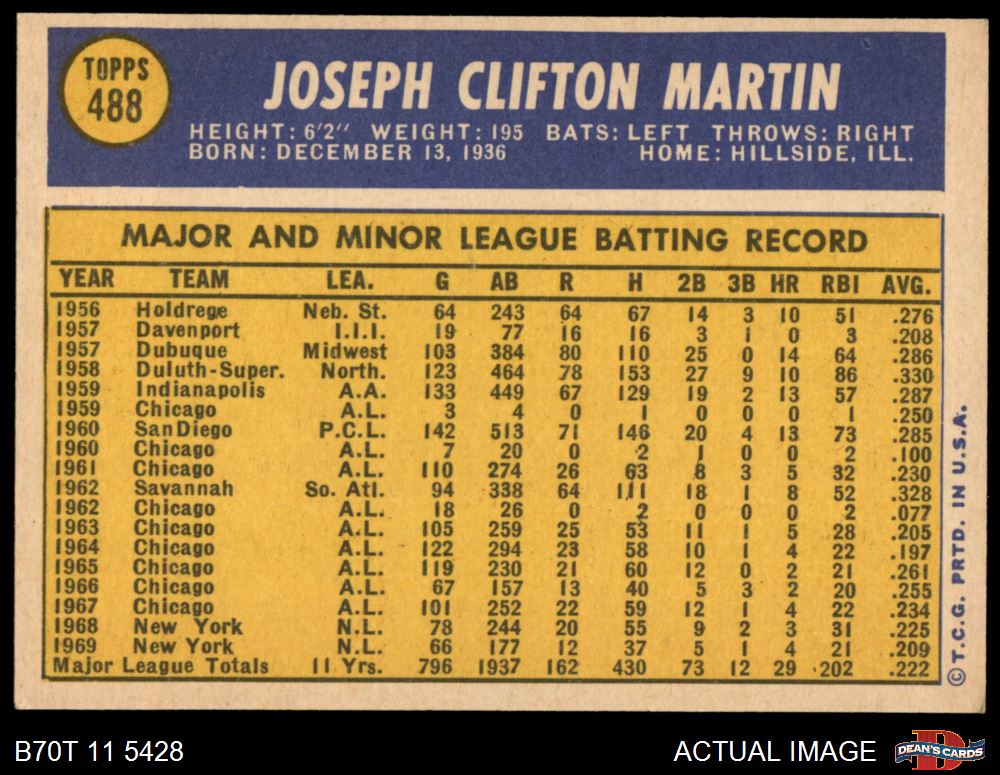 TOPPS
488
JOSEPH CLIFTON MARTIN
HEIGHT: 6'2" WEIGHT: 195 BATS: LEFT THROWS: RIGHT
BORN: DECEMBER 13, 1936 HOME: HILLSIDE, ILL.
MAJOR AND MINOR LEAGUE BATTING RECORD
YEAR TEAM LEA. G AB R H 2B 3B HR RBI AVG.
1956 Holdrege Neb. St. 64 243 64 67 14 3 10 51 .276
1957 Davenport I.I.I. 19 77 16 16 3 1 0 3 .208
1957 Dubuque Midwest 103 384 80 110 25 0 14 64 .286
1958 Duluth-Super. North. 123 464 78 153 27 9 10 86 .330
1959 Indianapolis A.A. 133 449 67 129 19 2 13 57 .287
1959 Chicago A.L. 3 4 0 1 0 0 0 1 .250
1960 San Diego P.C.L. 142 513 71 146 20 4 13 73 .285
1960 Chicago A.L. 7 20 0 2 1 0 0 2 .100
1961 Chicago A.L. 110 274 26 63 8 3 5 32 .230
1962 Savannah So. Atl. 94 338 64 111 18 1 8 52 .328
1962 Chicago A.L. 18 26 0 2 0 0 0 2 .077
1963 Chicago A.L. 105 259 25 53 11 1 5 28 .205
1964 Chicago A.L. 122 294 23 58 10 1 4 22 .197
1965 Chicago A.L. 119 230 21 60 12 0 2 21 .261
1966 Chicago A.L. 67 157 13 40 5 3 2 20 .255
1967 Chicago A.L. 101 252 22 59 12 1 4 22 .234
1968 New York N.L. 78 244 20 55 9 2 3 31 .225
1969 New York N.L. 66 177 12 37 5 1 4 21 .209
Major League Totals 11 Yrs. 796 1937 162 430 73 12 29 202 .222
©T.C.G. PRTD. IN U.S.A.
B70T 11 5428
ACTUAL IMAGE
DEAN'S CARDS